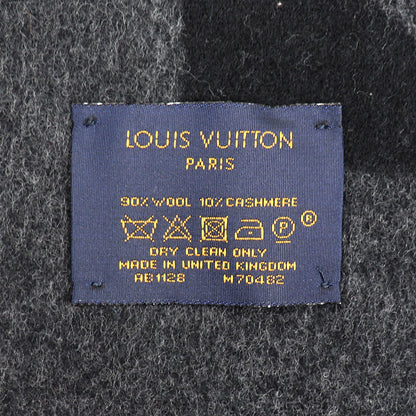 LOUIS VUITTON
PARIS
90% WOOL 10% CASHMERE
P ®
DRY CLEAN ONLY
MADE IN UNITED KINGDOM
AB1128 M70482